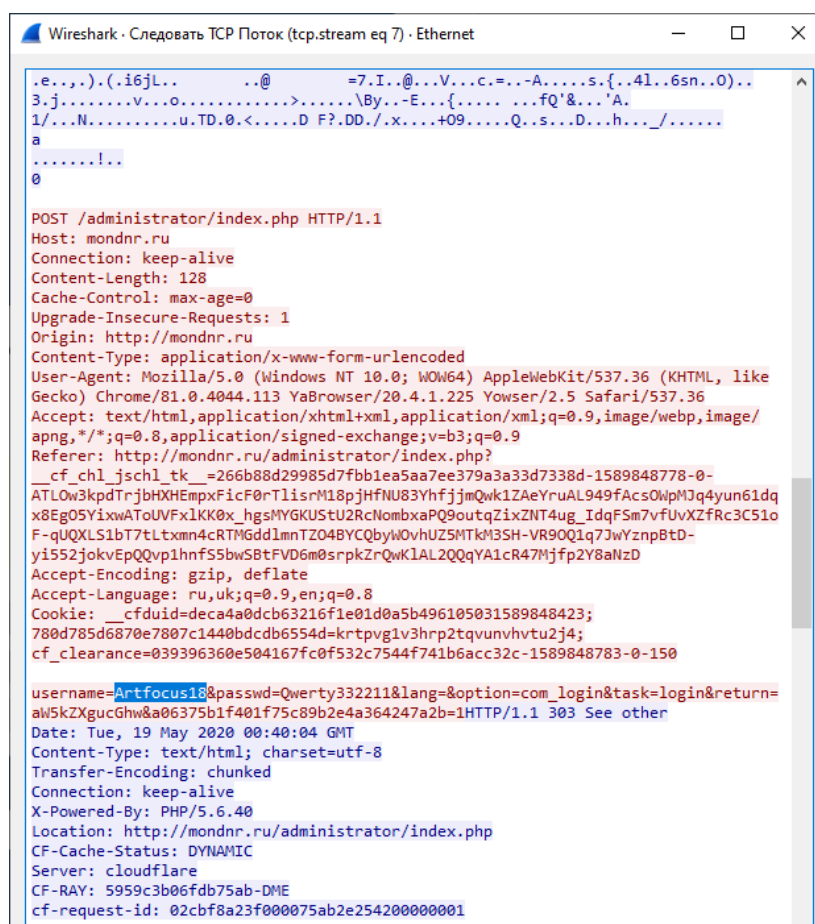 Wireshark · Следовать TCP Поток (tcp.stream eq 7) · Ethernet
.e..,.).(.i6jL.. ..@ =7.I..@...V...c.=..-A.....s.{..4l..6sn..O)..
3.j........v...o............>......\By..-E...{..... ...fQ'&...'A.
1/...N..........u.TD.0.<.....D F?.DD./.x....+O9.....Q..s...D...h..._/......
a
.......!..
0
POST /administrator/index.php HTTP/1.1
Host: mondnr.ru
Connection: keep-alive
Content-Length: 128
Cache-Control: max-age=0
Upgrade-Insecure-Requests: 1
Origin: http://mondnr.ru
Content-Type: application/x-www-form-urlencoded
User-Agent: Mozilla/5.0 (Windows NT 10.0; WOW64) AppleWebKit/537.36 (KHTML, like
Gecko) Chrome/81.0.4044.113 YaBrowser/20.4.1.225 Yowser/2.5 Safari/537.36
Accept: text/html,application/xhtml+xml,application/xml;q=0.9,image/webp,image/
apng,*/*;q=0.8,application/signed-exchange;v=b3;q=0.9
Referer: http://mondnr.ru/administrator/index.php?
__cf_chl_jschl_tk__=266b88d29985d7fbb1ea5aa7ee379a3a33d7338d-1589848778-0-
ATLOw3kpdTrjbHXHEmpxFicF0rTlisrM18pjHfNU83YhfjjmQwk1ZAeYruAL949fAcsOWpMJq4yun61dq
x8EgO5YixwAToUVFxlKK0x_hgsMYGKUStU2RcNombxaPQ9outqZixZNT4ug_IdqFSm7vfUvXZfRc3C51o
F-qUQXLS1bT7tLtxmn4cRTMGddlmnTZO4BYCQbyWOvhUZ5MTkM3SH-VR9OQ1q7JwYznpBtD-
yi552jokvEpQQvp1hnfS5bwSBtFVD6m0srpkZrQwKlAL2QQqYA1cR47Mjfp2Y8aNzD
Accept-Encoding: gzip, deflate
Accept-Language: ru,uk;q=0.9,en;q=0.8
Cookie: __cfduid=deca4a0dcb63216f1e01d0a5b496105031589848423;
780d785d6870e7807c1440bdcdb6554d=krtpvg1v3hrp2tqvunvhvtu2j4;
cf_clearance=039396360e504167fc0f532c7544f741b6acc32c-1589848783-0-150
username=Artfocus18&passwd=Qwerty332211&lang=&option=com_login&task=login&return=
aW5kZXgucGhw&a06375b1f401f75c89b2e4a364247a2b=1HTTP/1.1 303 See other
Date: Tue, 19 May 2020 00:40:04 GMT
Content-Type: text/html; charset=utf-8
Transfer-Encoding: chunked
Connection: keep-alive
X-Powered-By: PHP/5.6.40
Location: http://mondnr.ru/administrator/index.php
CF-Cache-Status: DYNAMIC
Server: cloudflare
CF-RAY: 5959c3b06fdb75ab-DME
cf-request-id: 02cbf8a23f000075ab2e254200000001